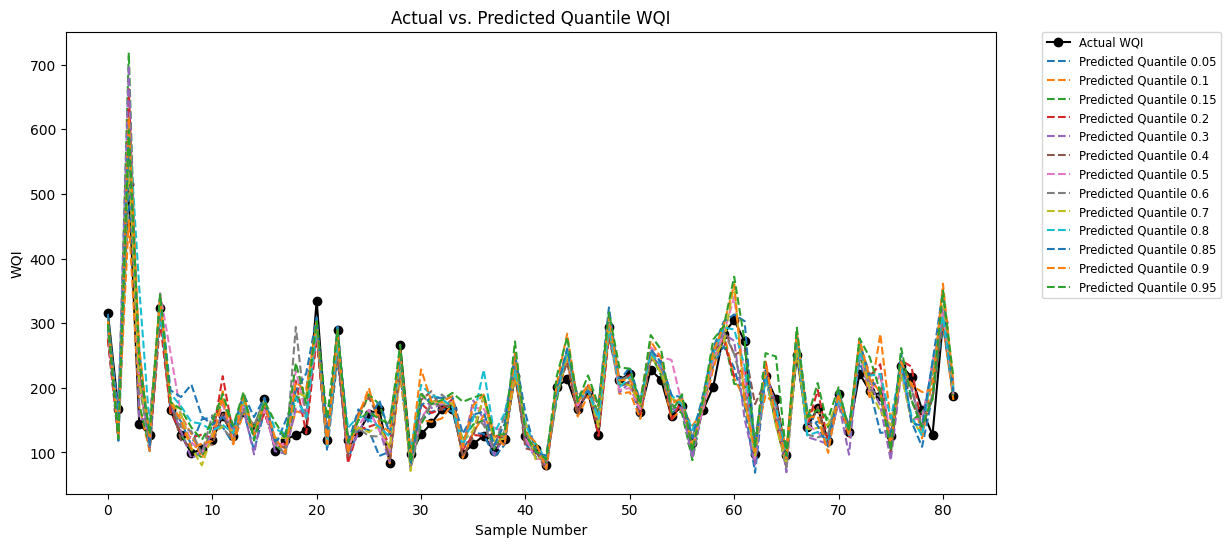 Actual vs. Predicted Quantile WQI
WQI
700
600
500
400
300
200
100
0
10
20
30
40
50
60
70
80
Sample Number
Actual WQI
Predicted Quantile 0.05
Predicted Quantile 0.1
Predicted Quantile 0.15
Predicted Quantile 0.2
Predicted Quantile 0.3
Predicted Quantile 0.4
Predicted Quantile 0.5
Predicted Quantile 0.6
Predicted Quantile 0.7
Predicted Quantile 0.8
Predicted Quantile 0.85
Predicted Quantile 0.9
Predicted Quantile 0.95